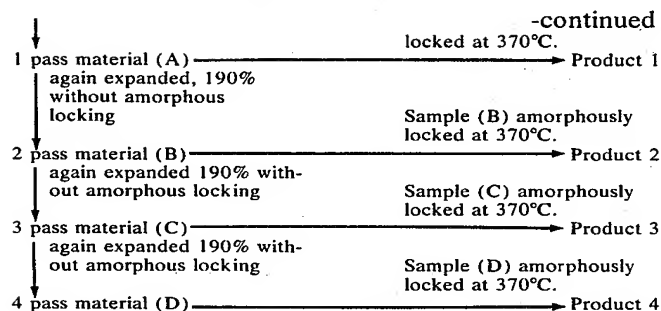 -continued
locked at 370°C.
1 pass material (A) Product 1
again expanded, 190%
without amorphous
locking
Sample (B) amorphously
locked at 370°C.
2 pass material (B) Product 2
again expanded 190% with-
out amorphous locking
Sample (C) amorphously
locked at 370°C.
3 pass material (C) Product 3
again expanded 190% with-
out amorphous locking
Sample (D) amorphously
locked at 370°C.
4 pass material (D) Product 4